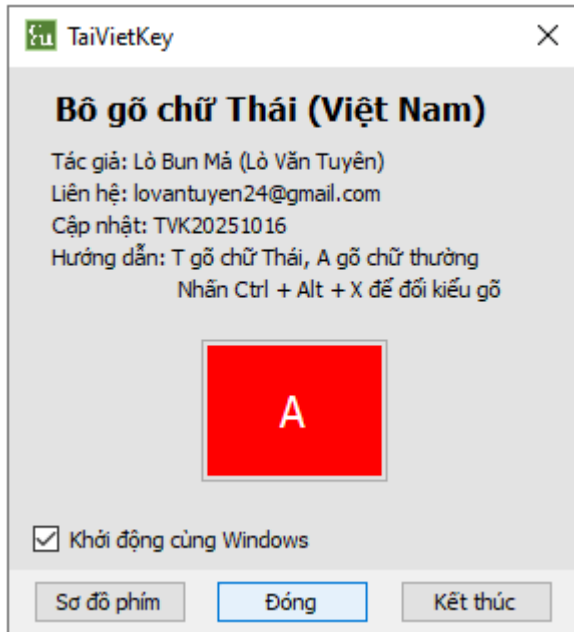 TaiVietKey
Bô gõ chữ Thái (Việt Nam)
Tác giả: Lò Bun Mả (Lò Văn Tuyên)
Liên hệ: lovantuyen24@gmail.com
Cập nhật: TVK20251016
Hướng dẫn: T gõ chữ Thái, A gõ chữ thường
Nhấn Ctrl + Alt + X để đổi kiểu gõ
A
Khởi động cùng Windows
Sơ đồ phím Đóng Kết thúc